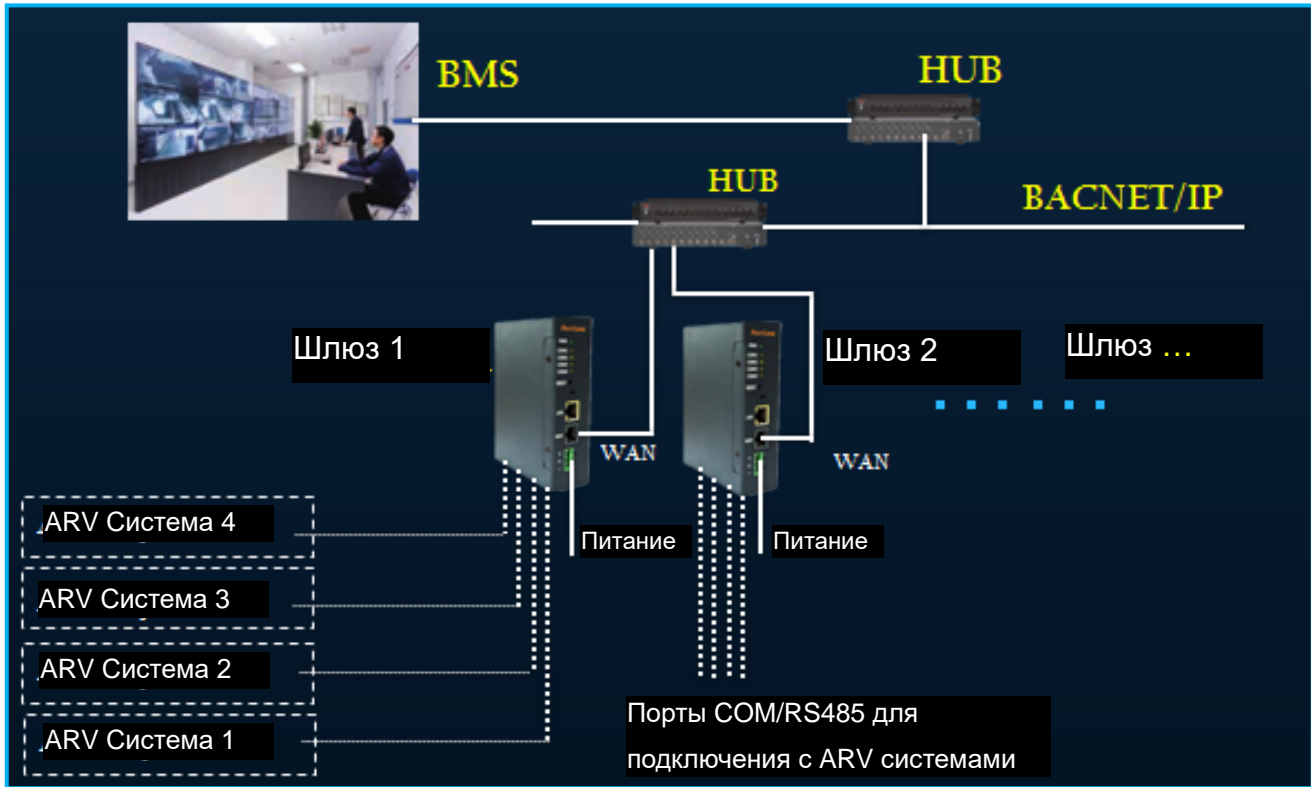 BMS
HUB
HUB
BACNET/IP
Шлюз 1
Шлюз 2
Шлюз ...
WAN
WAN
ARV Система 4
Питание
Питание
ARV Система 3
ARV Система 2
ARV Система 1
Порты COM/RS485 для
подключения с ARV системами